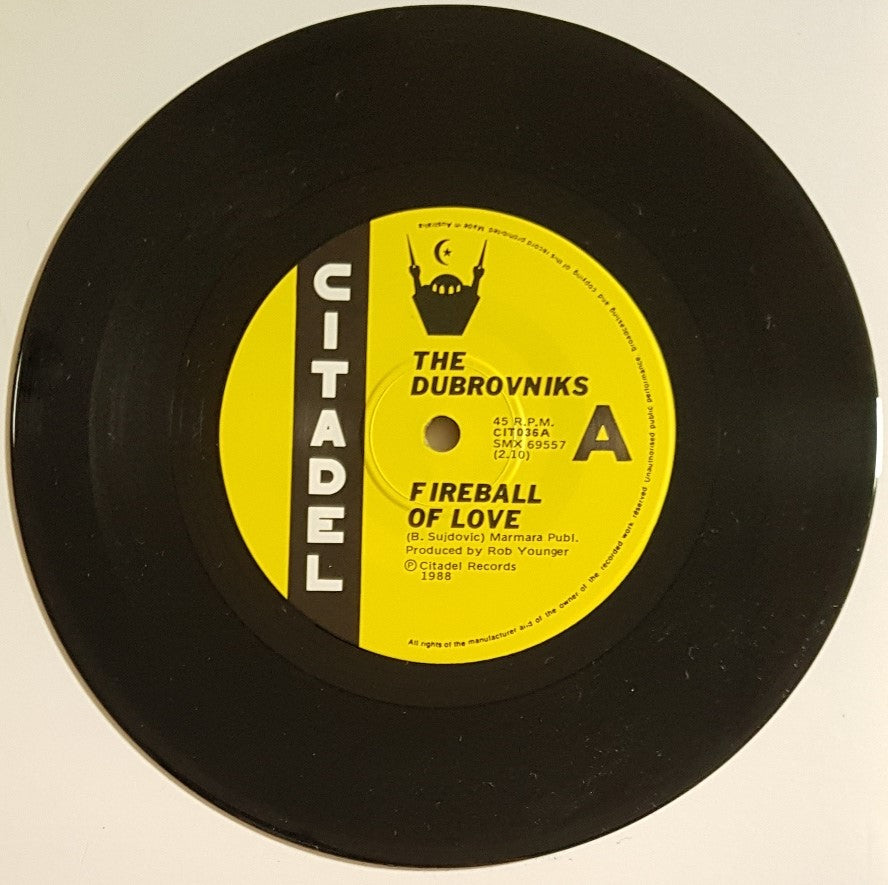 CITADEL
THE
DUBROVNIKS
45 R.P.M.
CIT036A
SMX 69557
(2.10)
A
FIREBALL
OF LOVE
(B. Sujdovic) Marmara Publ.
Produced by Rob Younger
Ⓟ Citadel Records
1988
All rights of the manufacturer and of the owner of the recorded work reserved Unauthorised public performance broadcasting and copying of this record prohibited Made in Australia